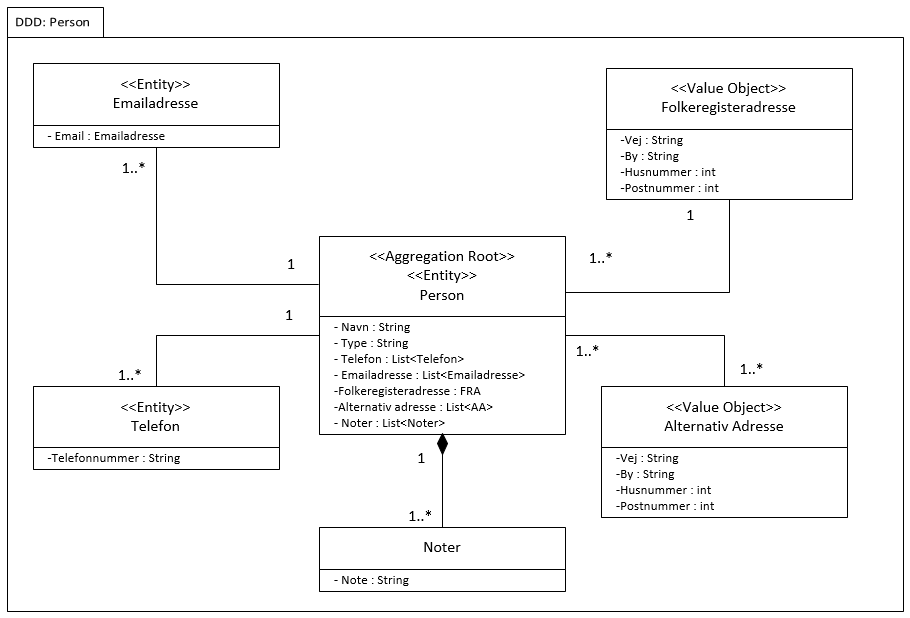 DDD: Person
<<Entity>>
Emailadresse
- Email : Emailadresse
1..*
1
<<Value Object>>
Folkeregisteradresse
-Vej : String
-By : String
-Husnummer : int
-Postnummer : int
1
1..*
<<Aggregation Root>>
<<Entity>>
Person
- Navn : String
- Type : String
- Telefon : List<Telefon>
- Emailadresse : List<Emailadresse>
-Folkeregisteradresse : FRA
-Alternativ adresse : List<AA>
- Noter : List<Noter>
1
1..*
<<Entity>>
Telefon
-Telefonnummer : String
1..*
1..*
<<Value Object>>
Alternativ Adresse
-Vej : String
-By : String
-Husnummer : int
-Postnummer : int
1
1..*
Noter
- Note : String